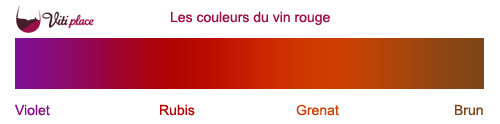 Viti place
Les couleurs du vin rouge
Violet Rubis Grenat Brun